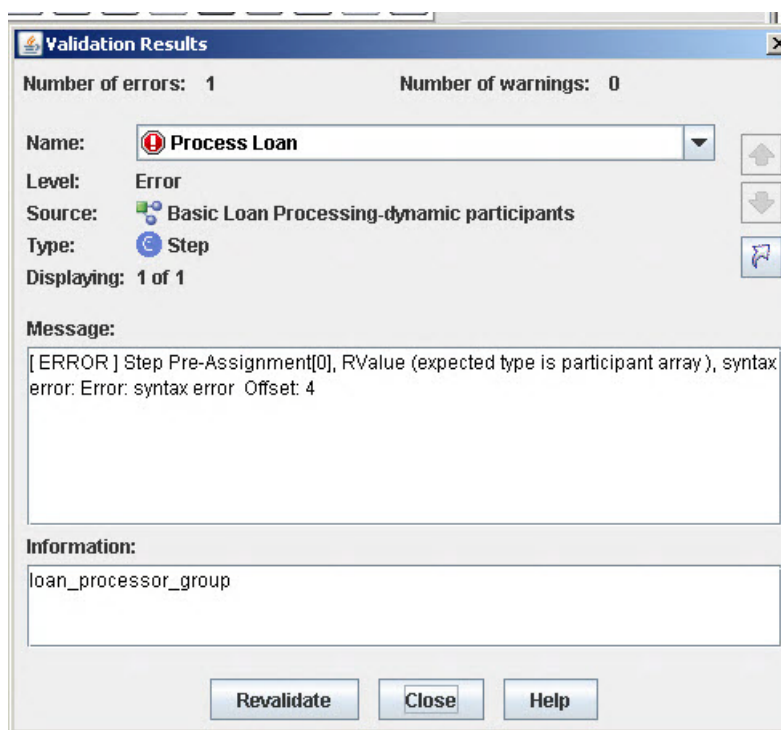 Validation Results
Number of errors: 1 Number of warnings: 0
Name: Process Loan
Level: Error
Source: Basic Loan Processing-dynamic participants
Type: C Step
Displaying: 1 of 1
Message:
[ ERROR ] Step Pre-Assignment[0], RValue (expected type is participant array ), syntax
error: Error: syntax error Offset: 4
Information:
loan_processor_group
Revalidate Close Help